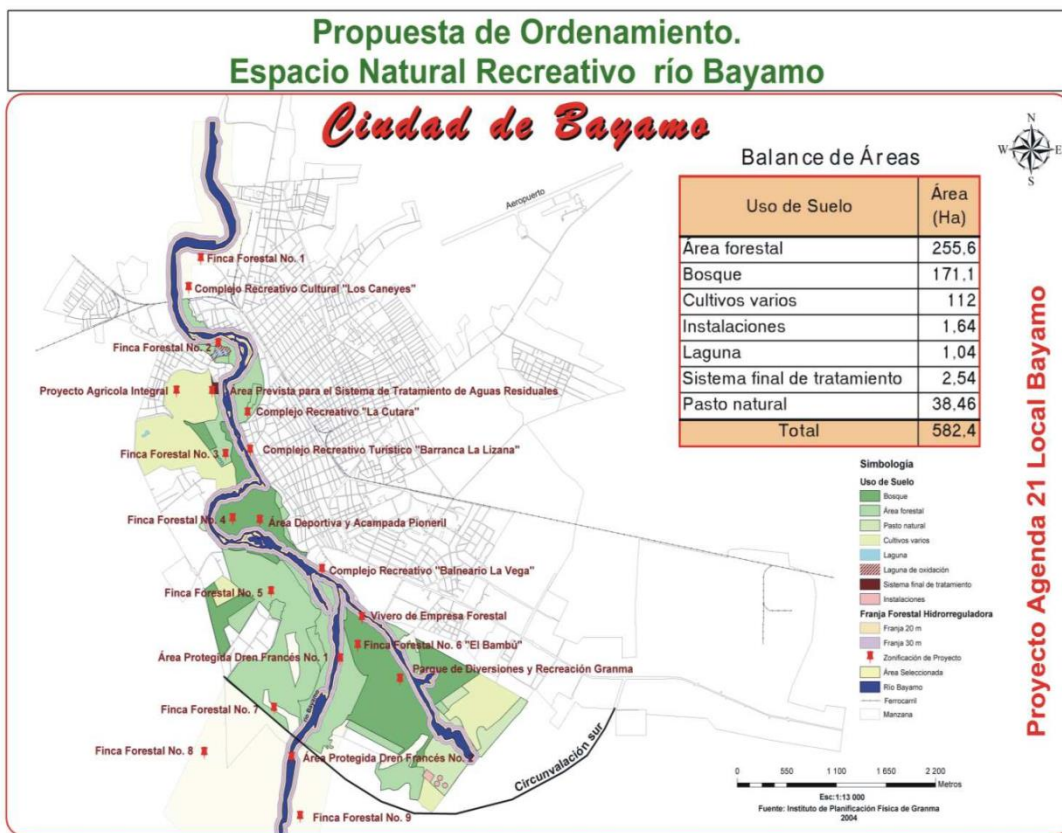 Propuesta de Ordenamiento.
Espacio Natural Recreativo río Bayamo
Ciudad de Bayamo
N
W
E
S
Balance de Áreas
Uso de Suelo Área (Ha)
Área forestal 255,6
Bosque 171,1
Cultivos varios 112
Instalaciones 1,64
Laguna 1,04
Sistema final de tratamiento 2,54
Pasto natural 38,46
Total 582,4
Aeropuerto
Finca Forestal No. 1
Complejo Recreativo Cultural "Los Caneyes"
Finca Forestal No. 2
Proyecto Agricola Integral
Área Prevista para el Sistema de Tratamiento de Aguas Residuales
Complejo Recreativo "La Cutara"
Complejo Recreativo Turístico "Barranca La Lizana"
Finca Forestal No. 3
Finca Forestal No. 4
Área Deportiva y Acampada Pioneril
Complejo Recreativo "Balneario La Vega"
Finca Forestal No. 5
Vivero de Empresa Forestal
Finca Forestal No. 6 "El Bambú"
Área Protegida Dren Francés No. 1
Parque de Diversiones y Recreación Granma
Finca Forestal No. 7
río Bayamo
Finca Forestal No. 8
Área Protegida Dren Francés No. 2
Circunvalación sur
Finca Forestal No. 9
Simbología
Uso de Suelo
Bosque
Área forestal
Pasto natural
Cultivos varios
Laguna
Laguna de oxidación
Sistema final de tratamiento
Instalaciones
Franja Forestal Hidrorreguladora
Franja 20 m
Franja 30 m
Zonificación de Proyecto
Área Seleccionada
Río Bayamo
Ferrocarril
Manzana
0 550 1 100 1 650 2 200
Metros
Esc:1:13 000
Fuente: Instituto de Planificación Física de Granma
2004
Proyecto Agenda 21 Local Bayamo